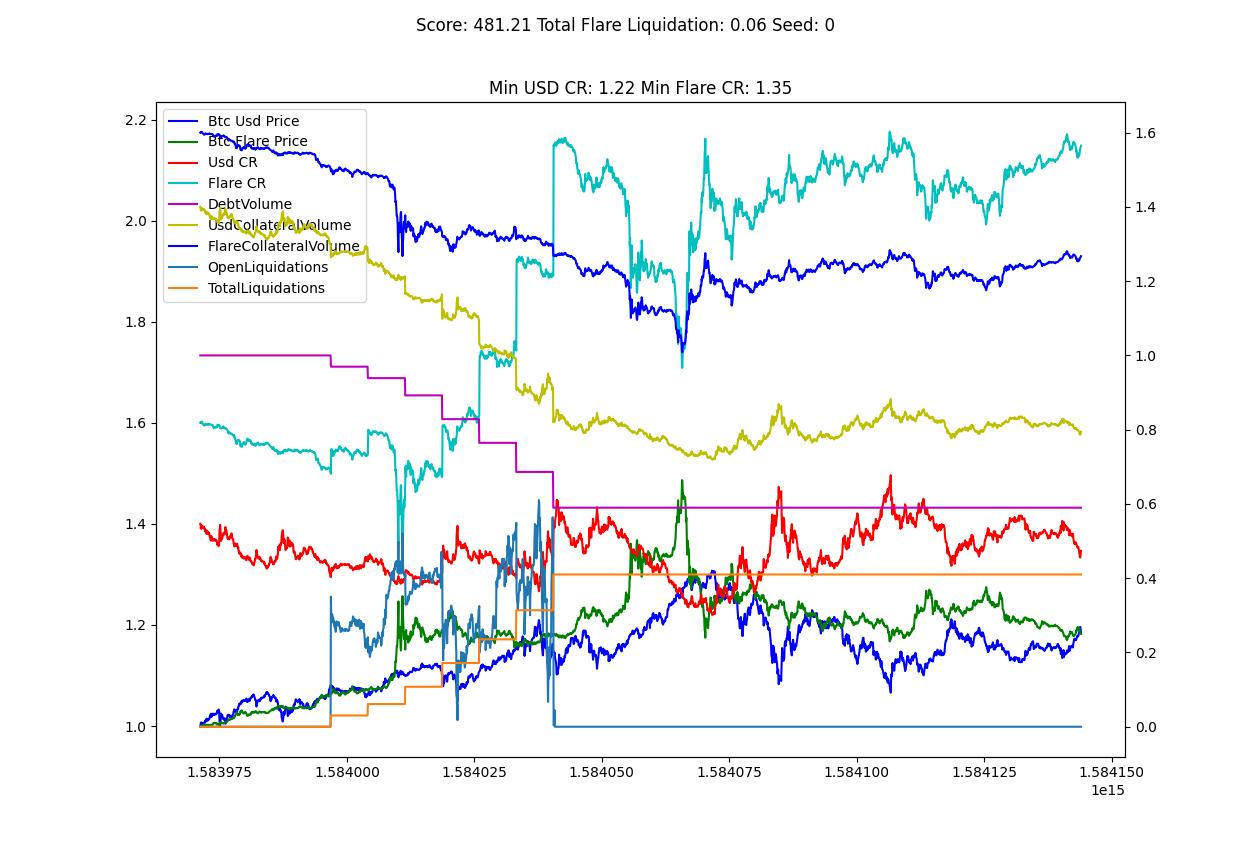 Score: 481.21 Total Flare Liquidation: 0.06 Seed: 0
Min USD CR: 1.22 Min Flare CR: 1.35
Btc Usd Price
Btc Flare Price
Usd CR
Flare CR
DebtVolume
UsdCollateralVolume
FlareCollateralVolume
OpenLiquidations
TotalLiquidations
2.2
2.0
1.8
1.6
1.4
1.2
1.0
1.6
1.4
1.2
1.0
0.8
0.6
0.4
0.2
0.0
1.583975 1.584000 1.584025 1.584050 1.584075 1.584100 1.584125 1.584150
1e15